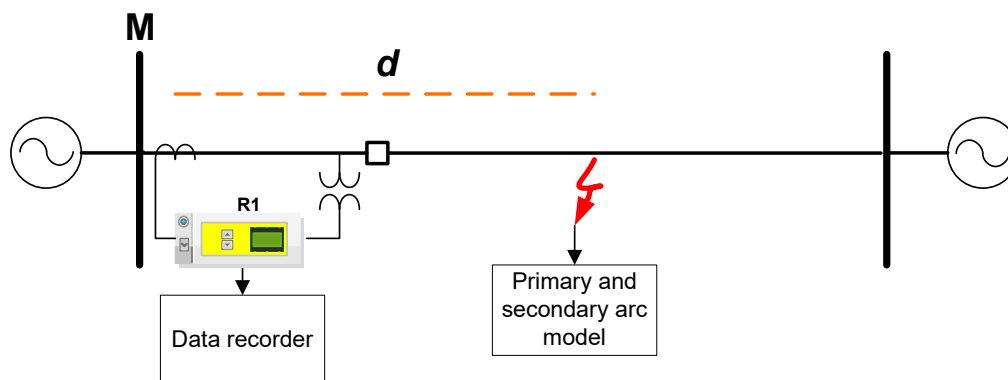 M
d
R1
Data recorder
Primary and
secondary arc
model